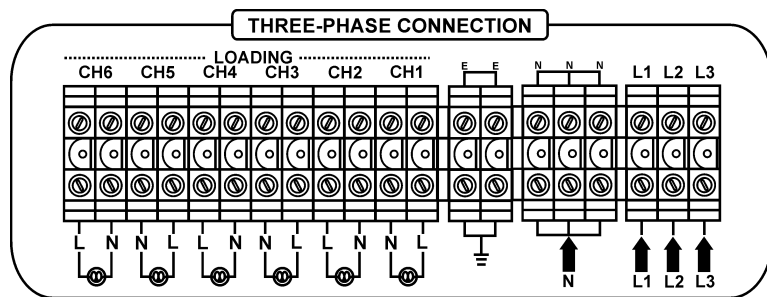 THREE-PHASE CONNECTION
LOADING
CH6 CH5 CH4 CH3 CH2 CH1 E E N N N L1 L2 L3
L N N L L N N L L N N L
N L1 L2 L3